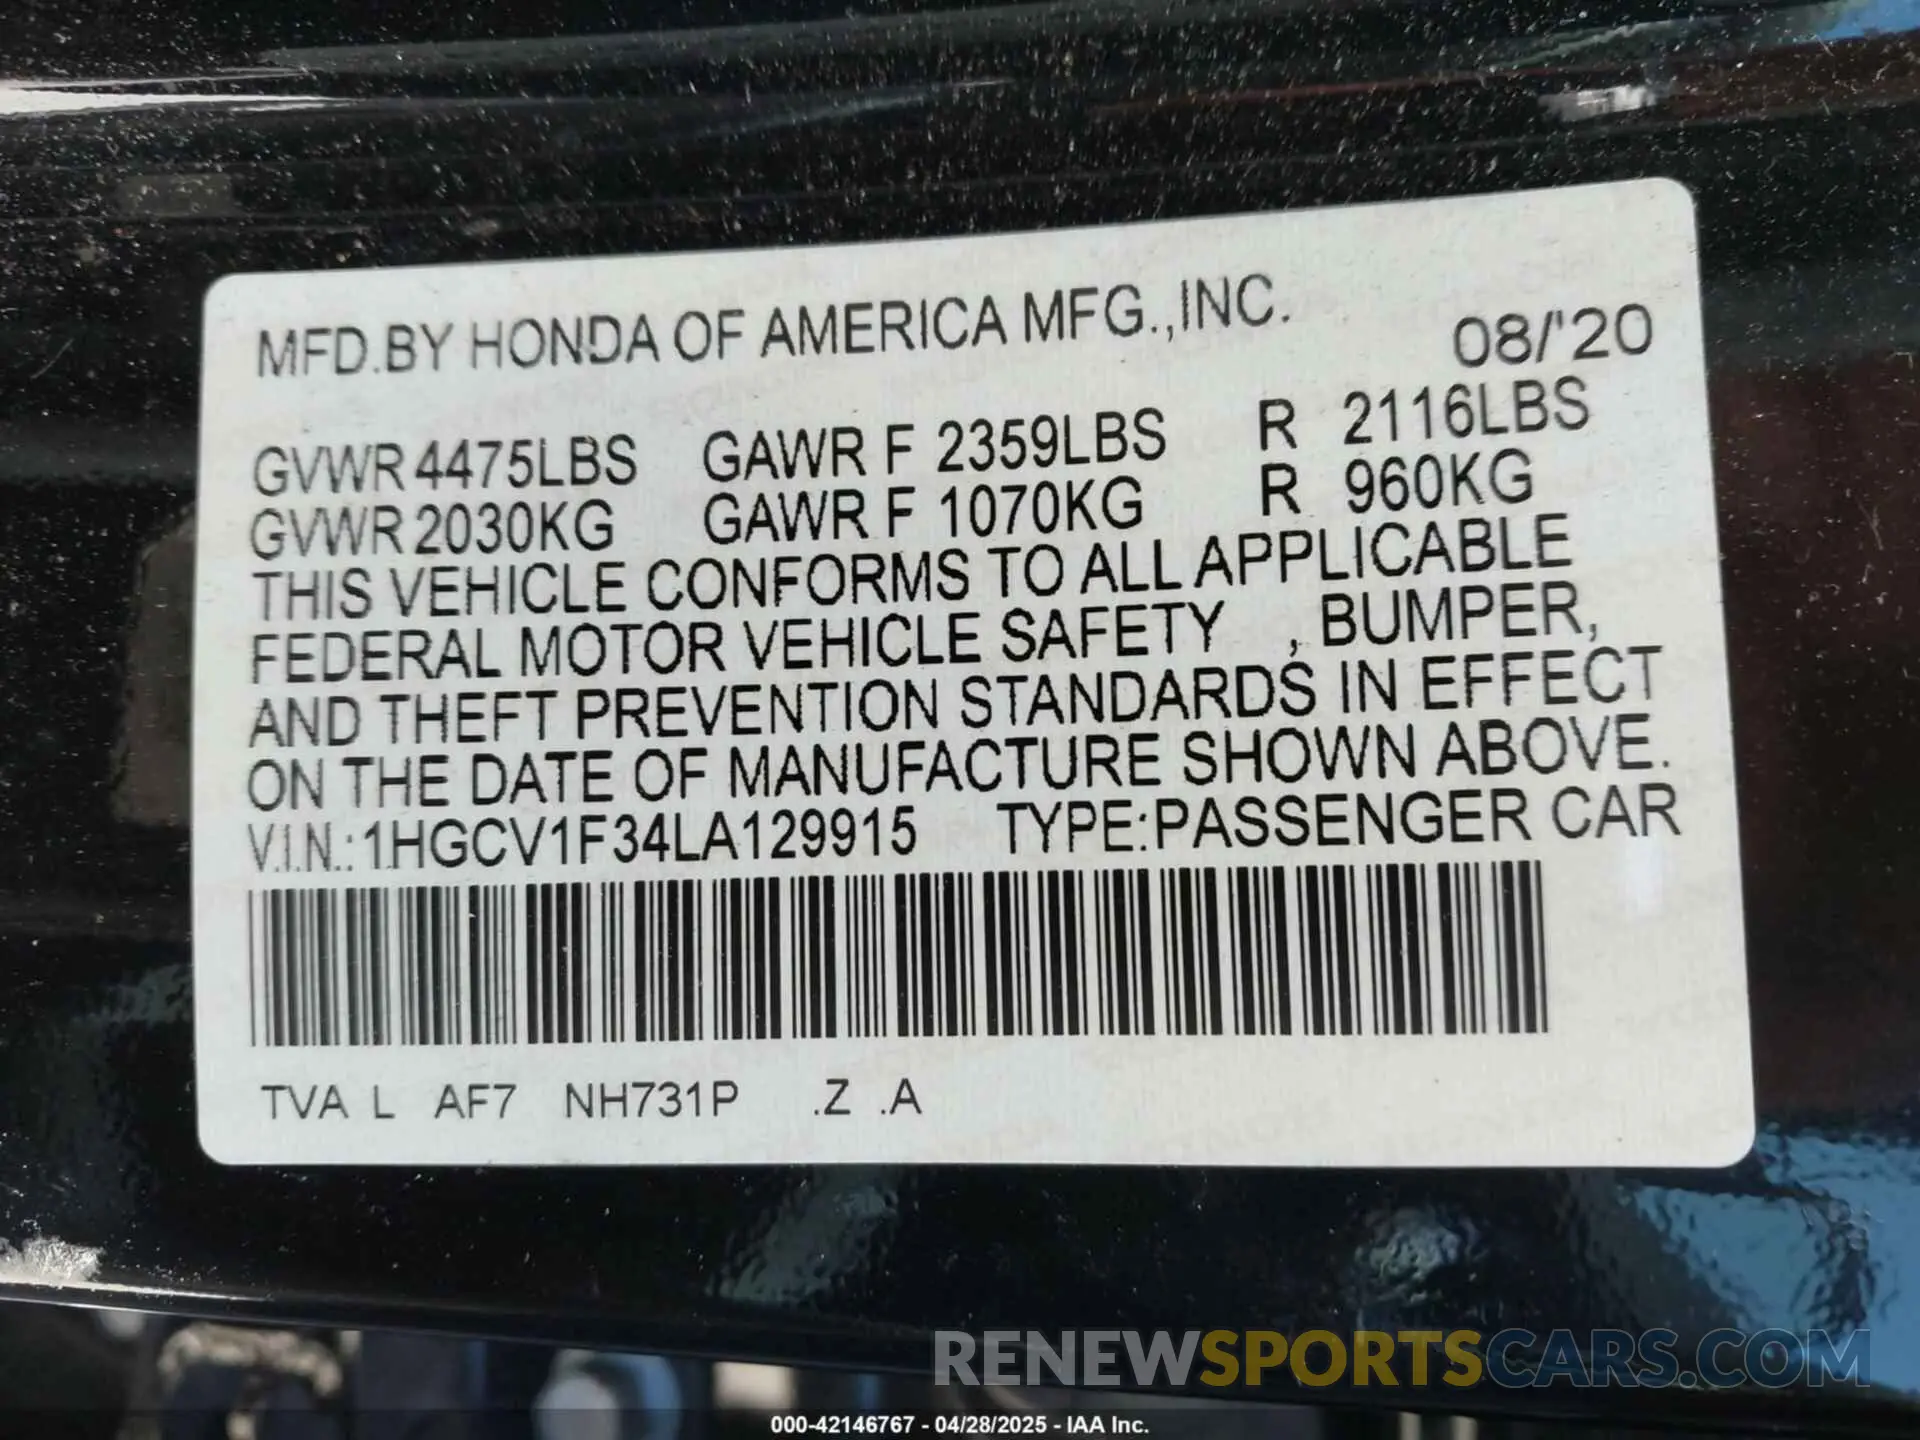 MFD.BY HONDA OF AMERICA MFG.,INC. 08/'20
GVWR 4475LBS GAWR F 2359LBS R 2116LBS
GVWR 2030KG GAWR F 1070KG R 960KG
THIS VEHICLE CONFORMS TO ALL APPLICABLE
FEDERAL MOTOR VEHICLE SAFETY , BUMPER,
AND THEFT PREVENTION STANDARDS IN EFFECT
ON THE DATE OF MANUFACTURE SHOWN ABOVE.
V.I.N.:1HGCV1F34LA129915 TYPE:PASSENGER CAR
TVA L AF7 NH731P .Z .A
RENEWSPORTSCARS.COM
000-42146767 - 04/28/2025 - IAA Inc.